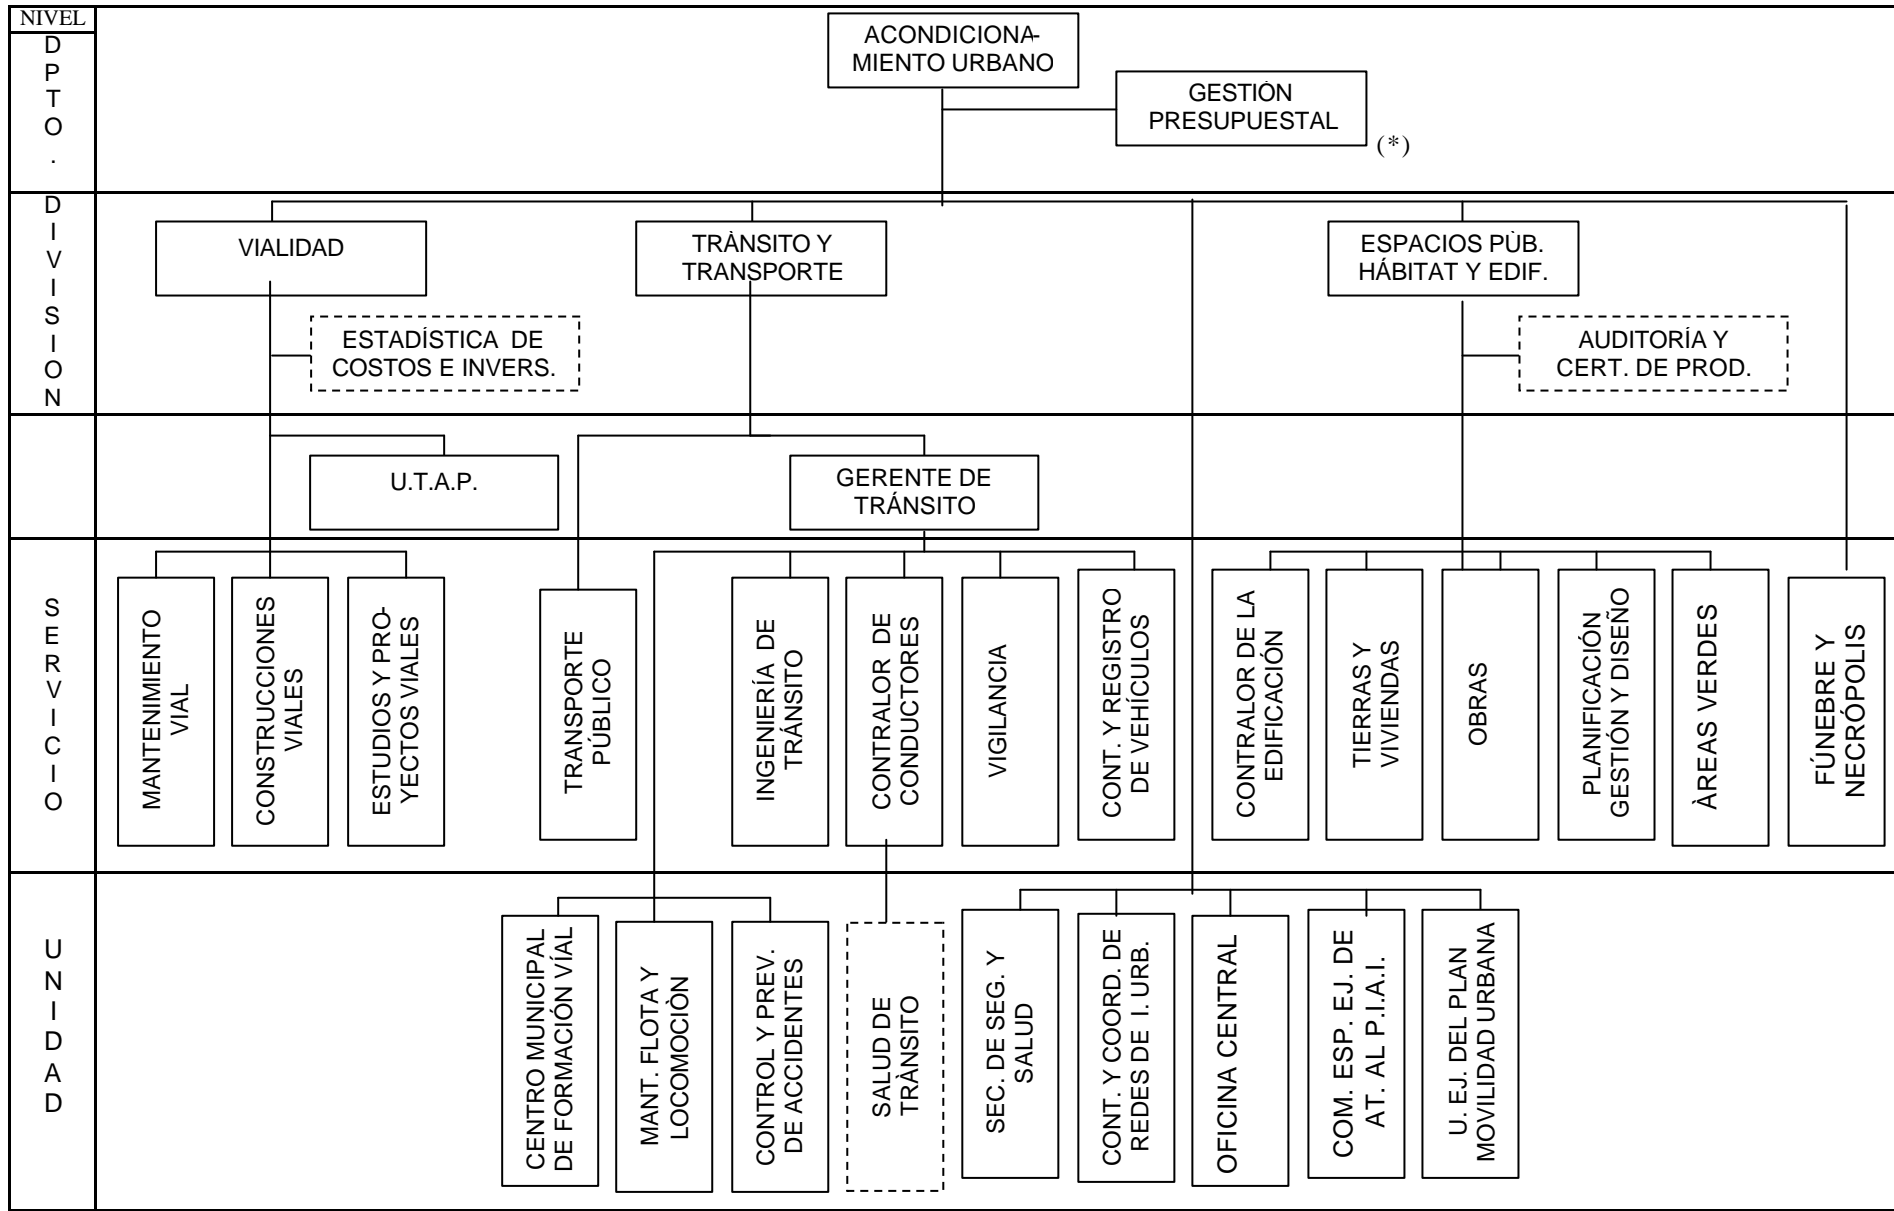 NIVEL
D
P
T
O
.
ACONDICIONA-
MIENTO URBANO
GESTIÓN
PRESUPUESTAL
(*)
D
I
V
I
S
I
O
N
VIALIDAD
TRÀNSITO Y
TRANSPORTE
ESPACIOS PÙB.
HÁBITAT Y EDIF.
ESTADÍSTICA DE
COSTOS E INVERS.
AUDITORÍA Y
CERT. DE PROD.
U.T.A.P.
GERENTE DE
TRÁNSITO
S
E
R
V
I
C
I
O
MANTENIMIENTO
VIAL
CONSTRUCCIONES
VIALES
ESTUDIOS Y PRO-
YECTOS VIALES
TRANSPORTE
PÚBLICO
INGENIERÍA DE
TRÁNSITO
CONTRALOR DE
CONDUCTORES
VIGILANCIA
CONT. Y REGISTRO
DE VEHÍCULOS
CONTRALOR DE LA
EDIFICACIÓN
TIERRAS Y
VIVIENDAS
OBRAS
PLANIFICACIÓN
GESTIÓN Y DISEÑO
ÀREAS VERDES
FÚNEBRE Y
NECRÓPOLIS
U
N
I
D
A
D
CENTRO MUNICIPAL
DE FORMACIÓN VÍAL
MANT. FLOTA Y
LOCOMOCIÒN
CONTROL Y PREV.
DE ACCIDENTES
SALUD DE
TRÀNSITO
SEC. DE SEG. Y
SALUD
CONT. Y COORD. DE
REDES DE I. URB.
OFICINA CENTRAL
COM. ESP. EJ. DE
AT. AL P.I.A.I.
U. EJ. DEL PLAN
MOVILIDAD URBANA